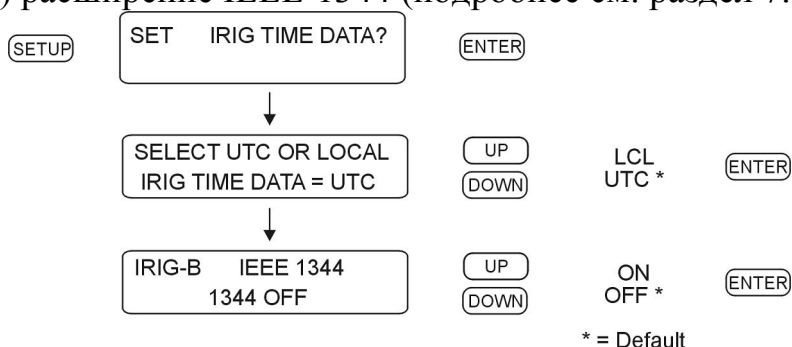 ) расширение IEEE-1344 (подробнее см. раздел 7.
SETUP SET IRIG TIME DATA? ENTER
SELECT UTC OR LOCAL
IRIG TIME DATA = UTC
UP
DOWN
LCL
UTC *
ENTER
IRIG-B IEEE 1344
1344 OFF
UP
DOWN
ON
OFF *
ENTER
* = Default